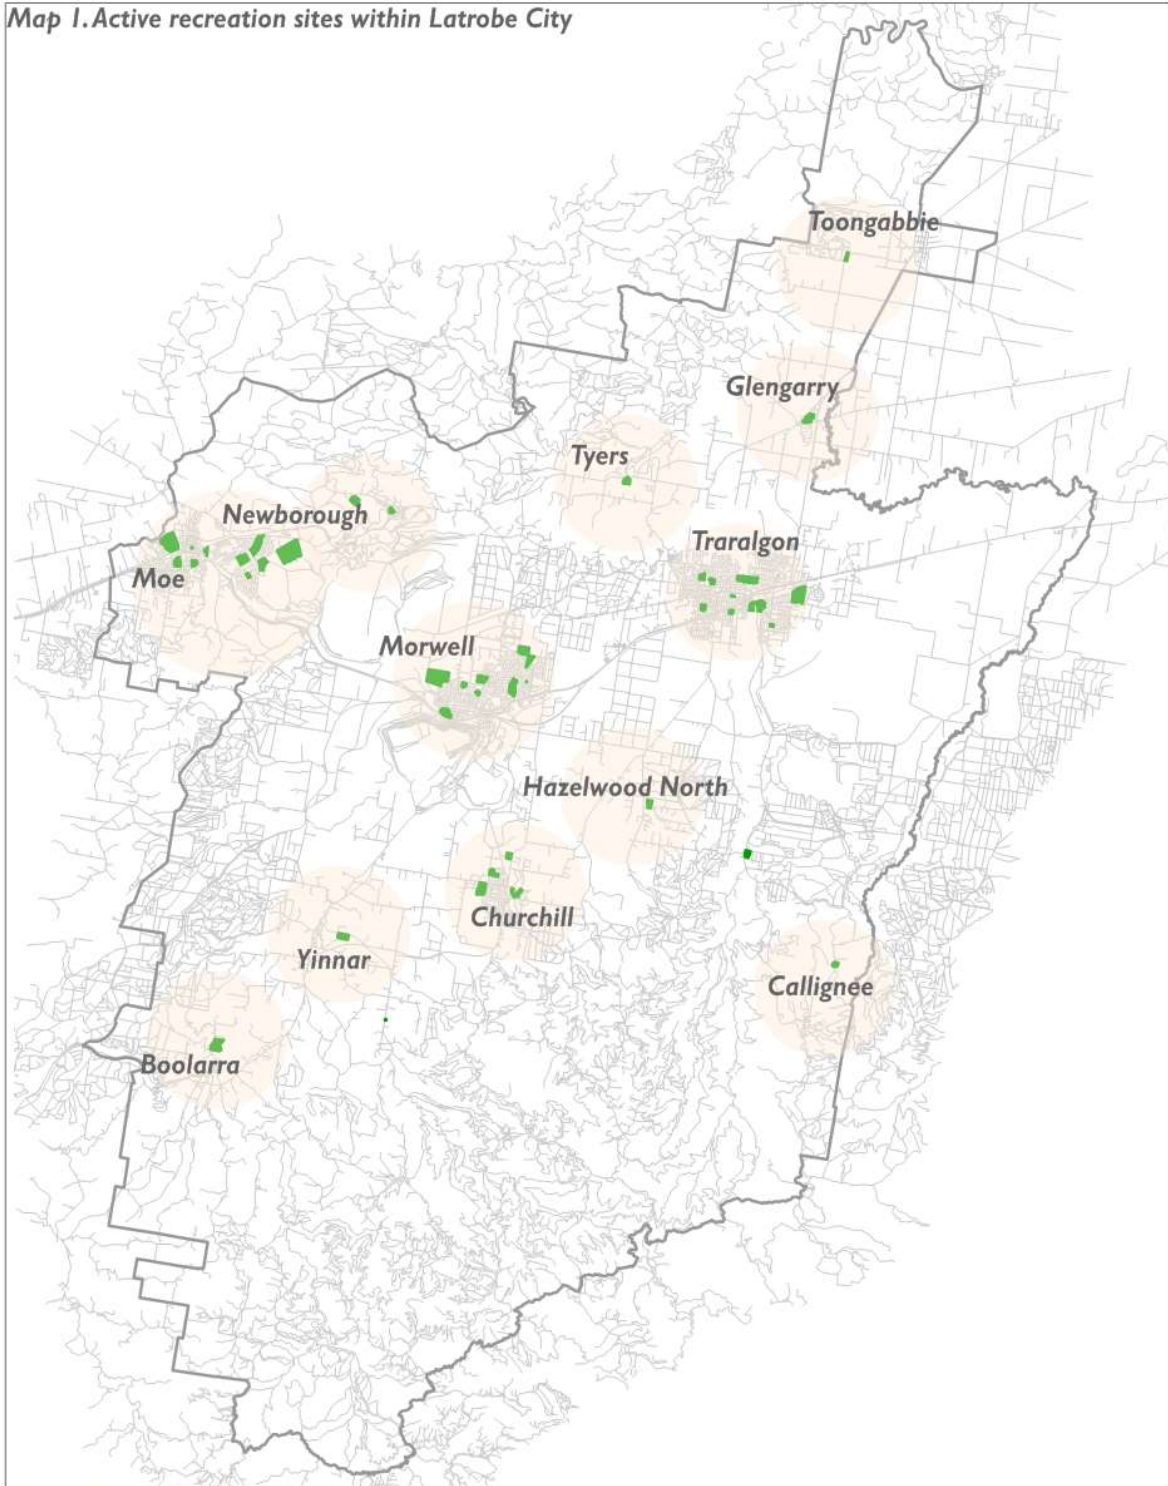 Map 1. Active recreation sites within Latrobe City
Toongabbie
Glengarry
Tyers
Newborough
Traralgon
Moe
Morwell
Hazelwood North
Churchill
Yinnar
Callignee
Boolarra